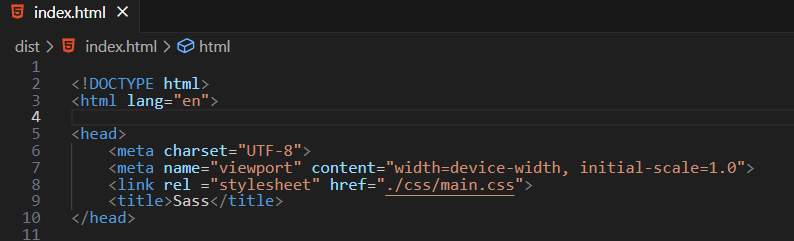 index.html
dist > index.html > html
1
2 <!DOCTYPE html>
3 <html lang="en">
4
5 <head>
6     <meta charset="UTF-8">
7     <meta name="viewport" content="width=device-width, initial-scale=1.0">
8     <link rel ="stylesheet" href="./css/main.css">
9     <title>Sass</title>
10 </head>
11